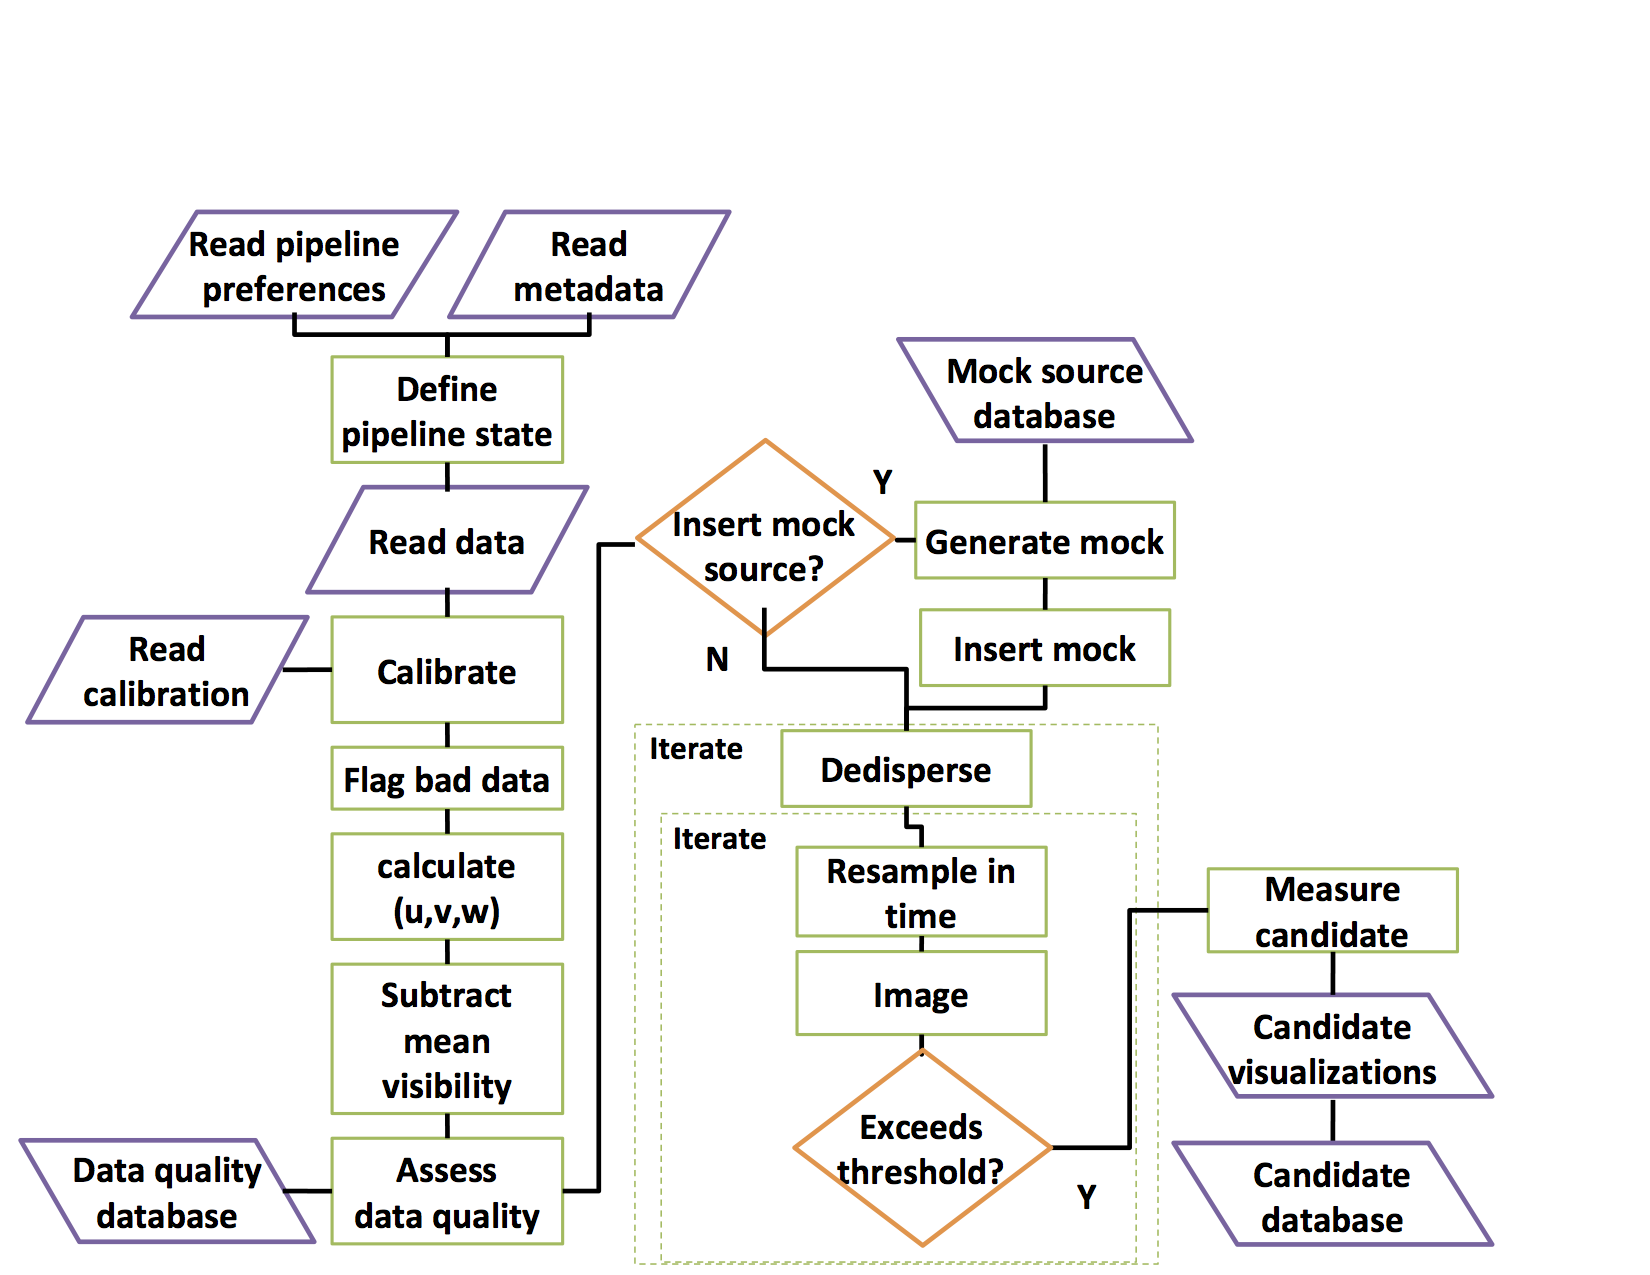 Read pipeline
preferences
Read
metadata
Define
pipeline state
Read data
Read
calibration
Calibrate
Flag bad data
calculate
(u,v,w)
Subtract
mean
visibility
Data quality
database
Assess
data quality
Insert mock
source?
Y
N
Mock source
database
Generate mock
Insert mock
Iterate
Dedisperse
Iterate
Resample in
time
Image
Exceeds
threshold?
Y
Measure
candidate
Candidate
visualizations
Candidate
database